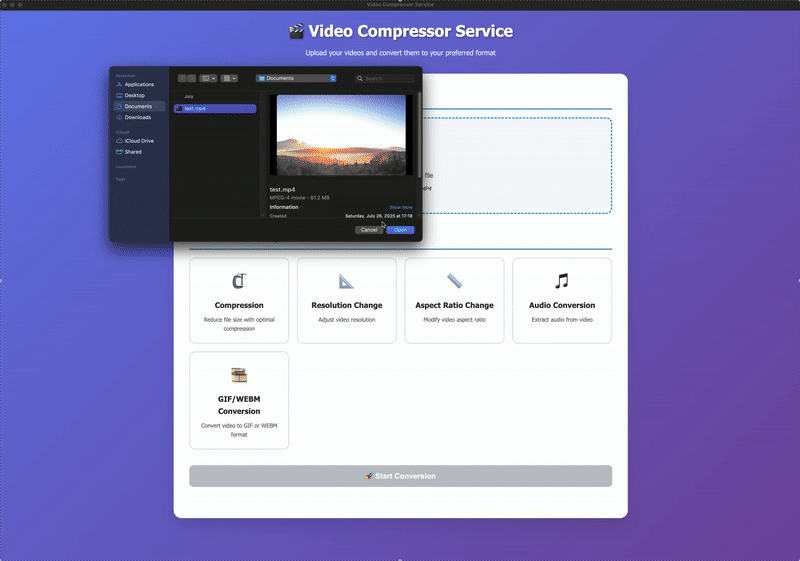 Video Compressor Service
🎬 Video Compressor Service
Upload your videos and convert them to your preferred format
Favorites
Applications
Desktop
Documents
Downloads
iCloud
iCloud Drive
Shared
Locations
Tags
Documents
Search
July
test.mp4
test.mp4
MPEG-4 movie - 61.2 MB
Information
Show More
Created
Saturday, July 26, 2025 at 17:18
Cancel
Open
file
Compression
Reduce file size with optimal
compression
Resolution Change
Adjust video resolution
Aspect Ratio Change
Modify video aspect ratio
Audio Conversion
Extract audio from video
GIF/WEBM
Conversion
Convert video to GIF or WEBM
format
🚀 Start Conversion